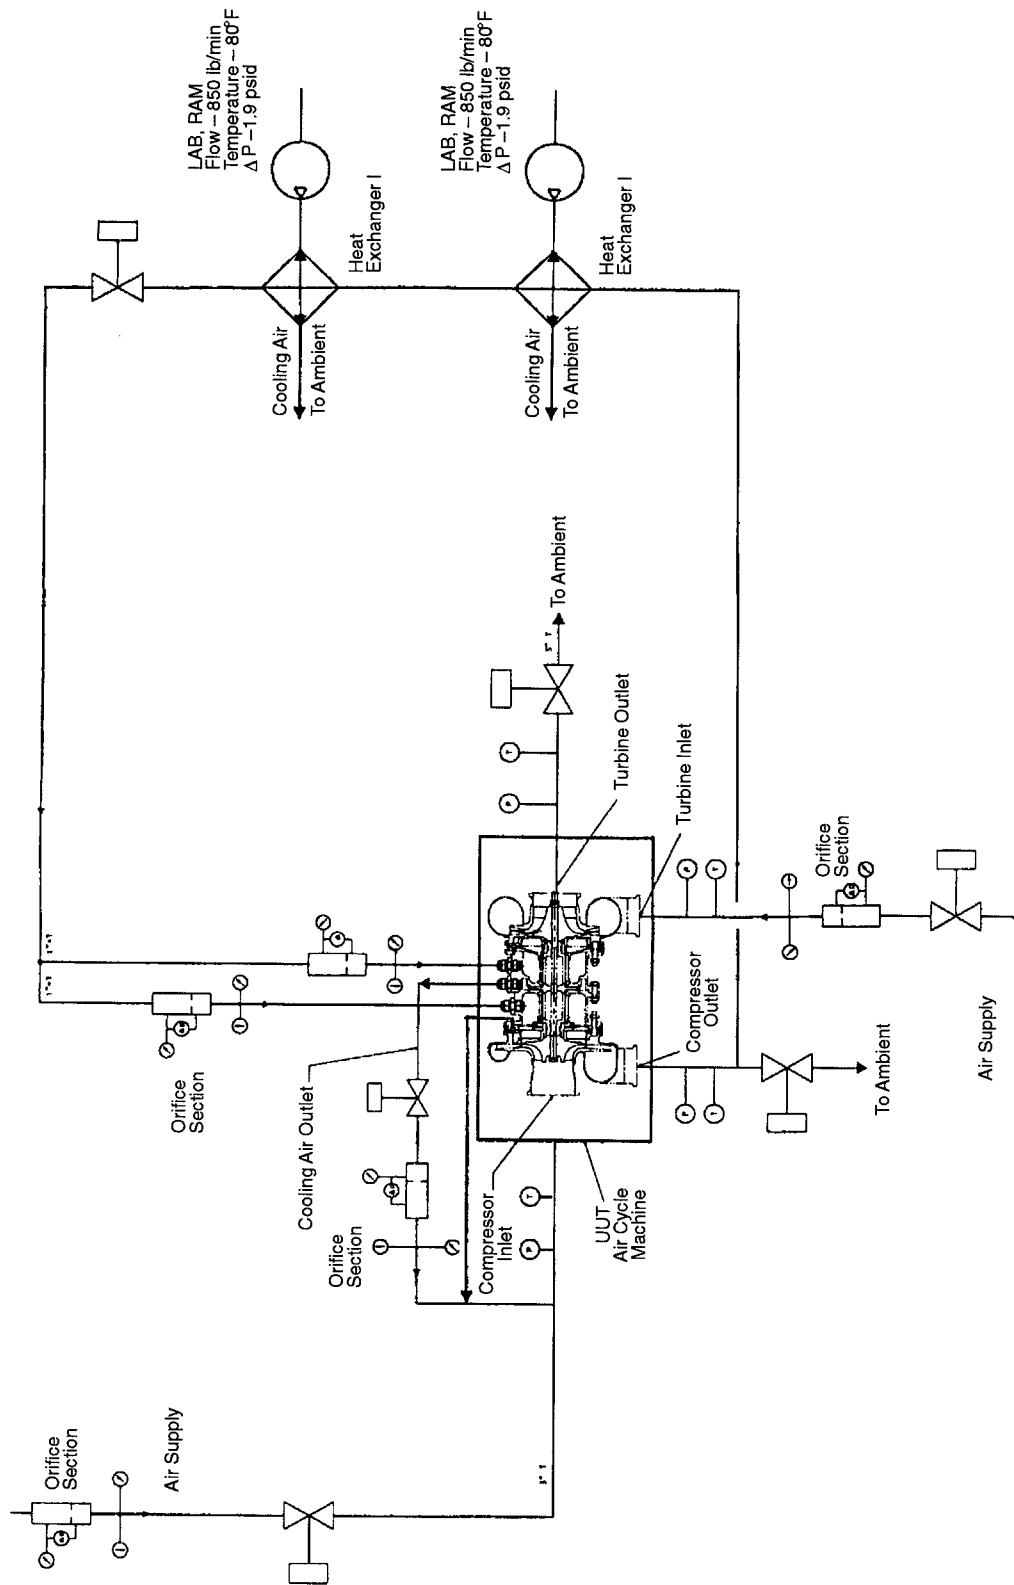 LAB, RAM
Flow – 850 lb/min
Temperature – 80°F
Δ P –1.9 psid
LAB, RAM
Flow – 850 lb/min
Temperature – 80°F
Δ P –1.9 psid
Heat
Exchanger I
Heat
Exchanger I
Cooling Air
To Ambient
Cooling Air
To Ambient
To Ambient
T
P
Turbine Outlet
Turbine Inlet
Orifice
Section
P
T
Compressor
Outlet
Air Supply
To Ambient
P
T
Orifice
Section
Cooling Air Outlet
Orifice
Section
Compressor
Inlet
UUT
Air Cycle
Machine
T
P
Orifice
Section
Air Supply